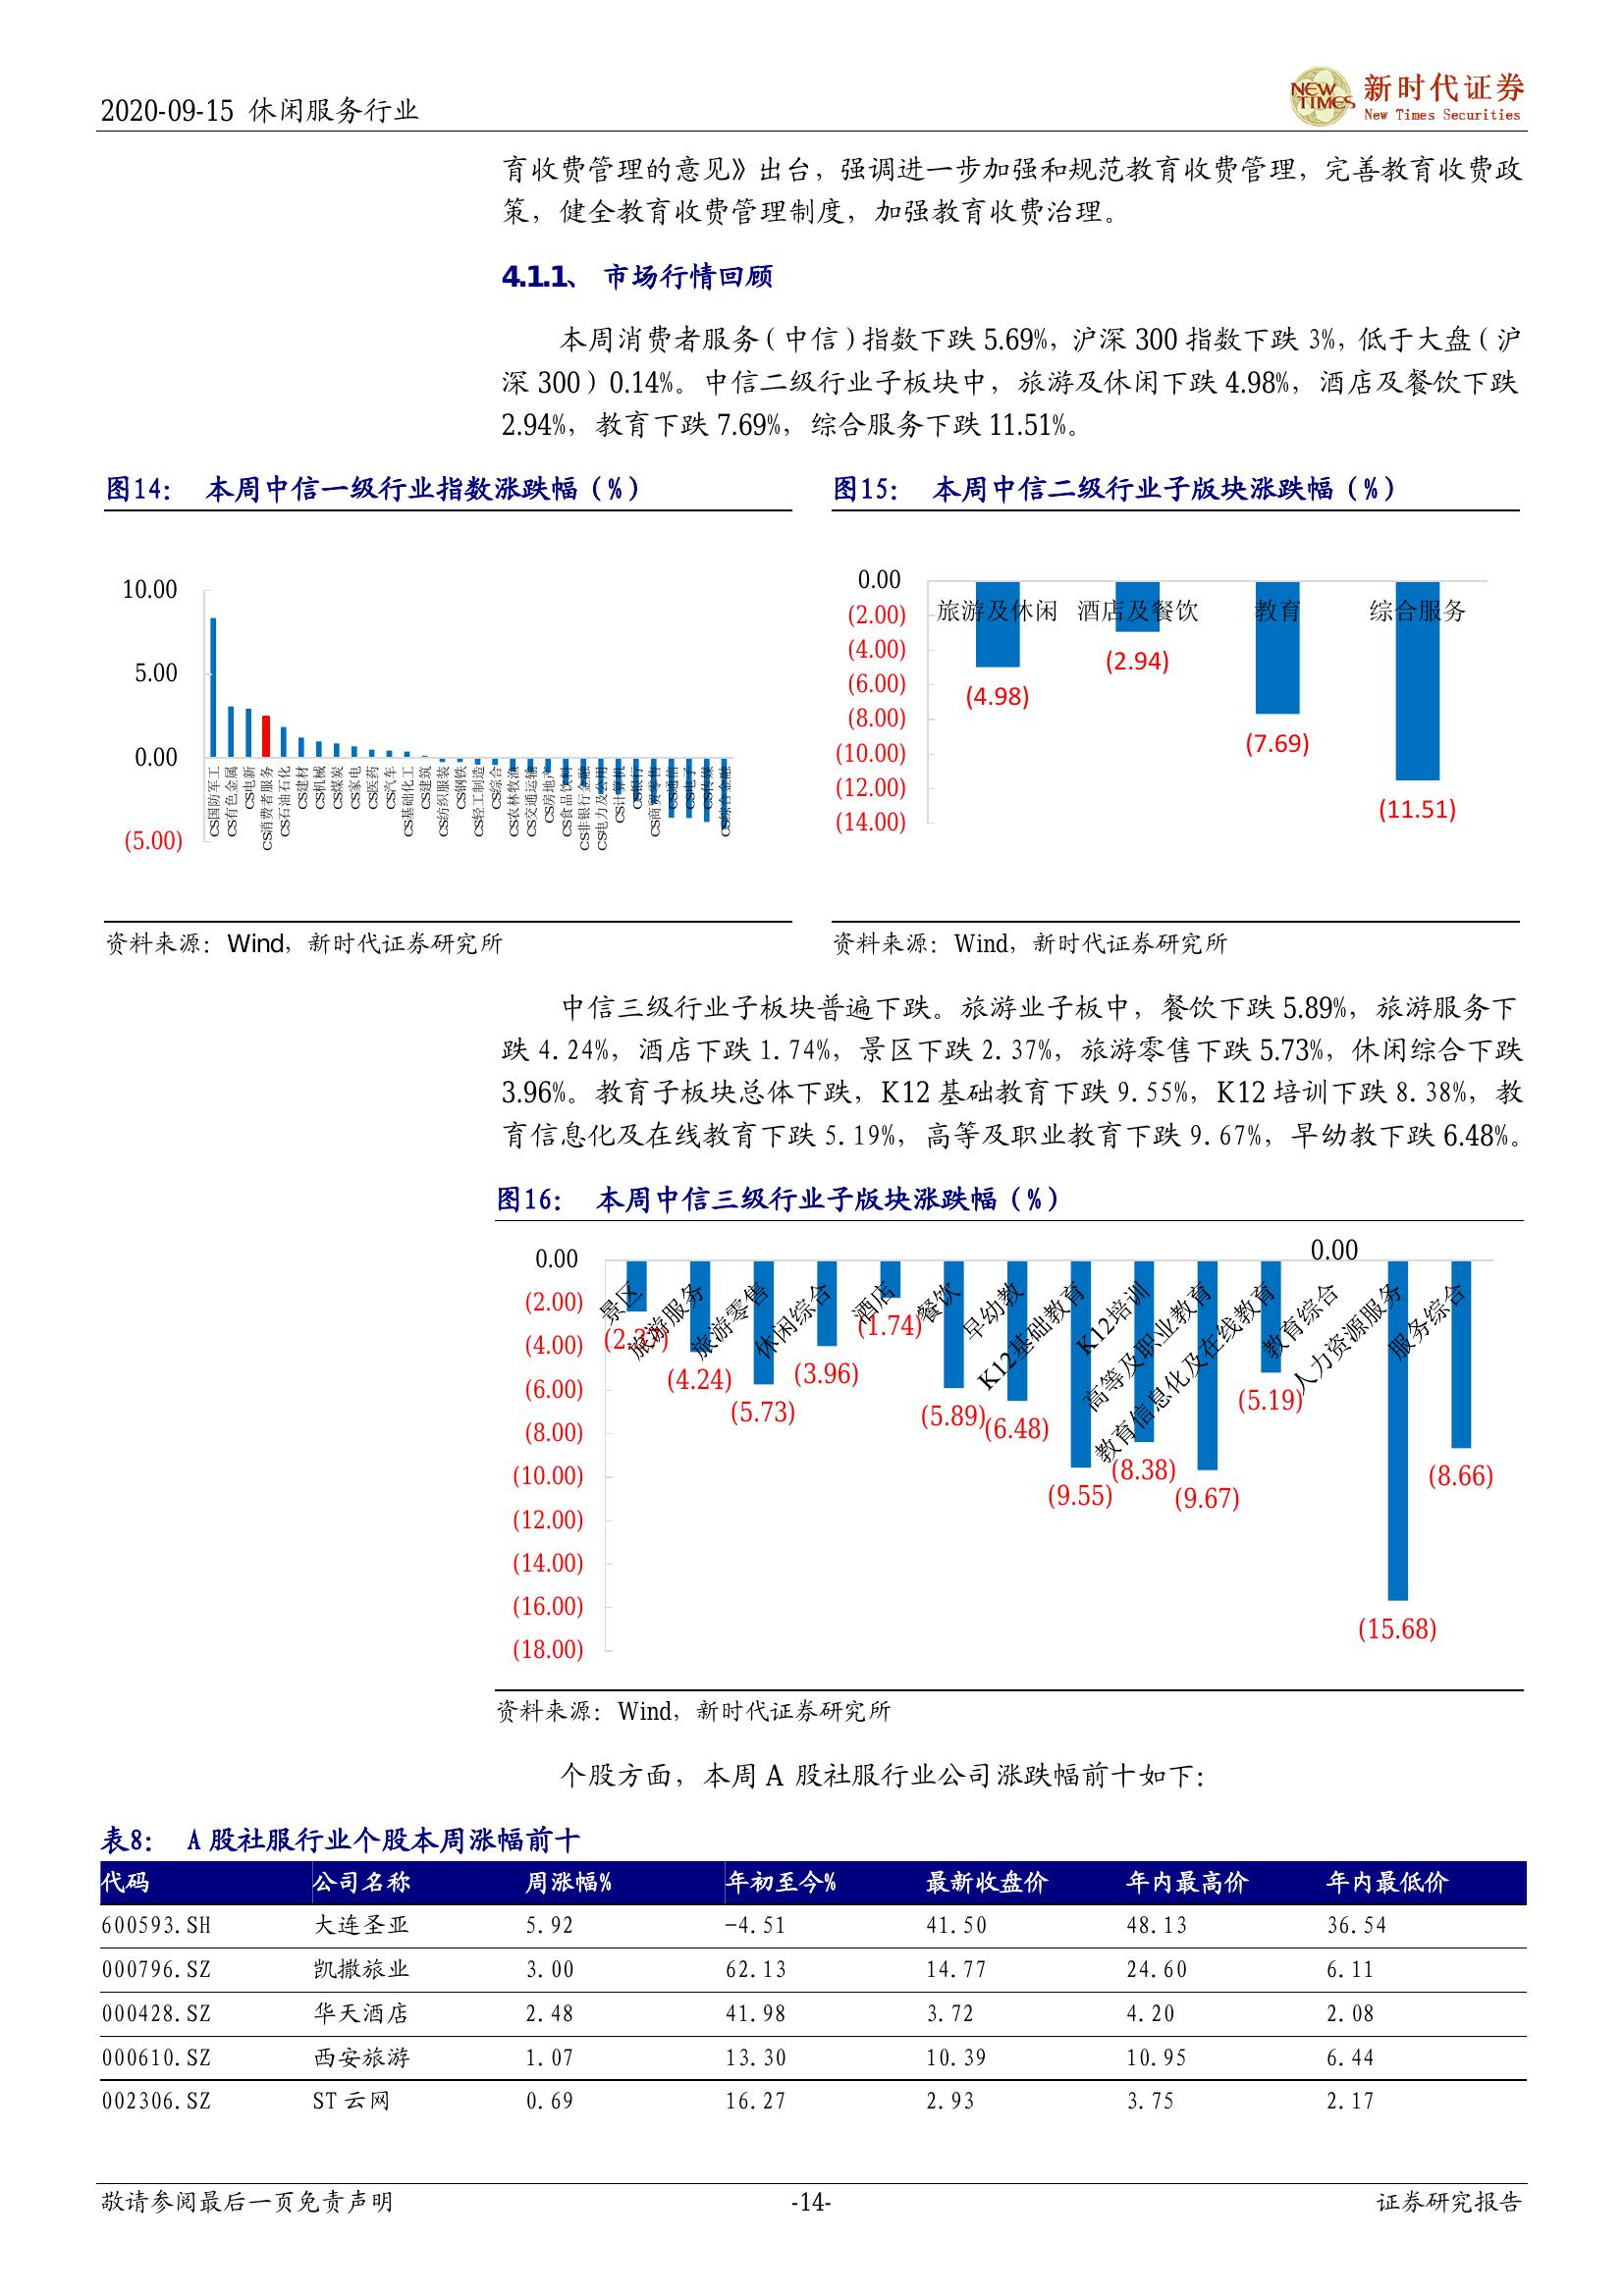 2020-09-15 休闲服务行业
NEW TIMES 新时代证券
New Times Securities
育收费管理的意见》出台，强调进一步加强和规范教育收费管理，完善教育收费政
策，健全教育收费管理制度，加强教育收费治理。
4.1.1、 市场行情回顾
本周消费者服务（中信）指数下跌 5.69%，沪深 300 指数下跌 3%，低于大盘（沪
深 300）0.14%。中信二级行业子板块中，旅游及休闲下跌 4.98%，酒店及餐饮下跌
2.94%，教育下跌 7.69%，综合服务下跌 11.51%。
图14： 本周中信一级行业指数涨跌幅（%）
10.00
5.00
0.00
(5.00)
CS国防军工
CS有色金属
CS电新
CS消费者服务
CS石油石化
CS建材
CS机械
CS煤炭
CS家电
CS医药
CS汽车
CS基础化工
CS建筑
CS纺织服装
CS钢铁
CS轻工制造
CS综合
CS农林牧渔
CS交通运输
CS房地产
CS食品饮料
CS非银行金融
CS电力及公用
CS计算机
CS银行
CS商贸零售
CS通信
CS电子
CS传媒
CS综合金融
资料来源：Wind，新时代证券研究所
图15： 本周中信二级行业子版块涨跌幅（%）
0.00
(2.00)
(4.00)
(6.00)
(8.00)
(10.00)
(12.00)
(14.00)
旅游及休闲 酒店及餐饮 教育 综合服务
(4.98)
(2.94)
(7.69)
(11.51)
资料来源：Wind，新时代证券研究所
中信三级行业子板块普遍下跌。旅游业子板中，餐饮下跌 5.89%，旅游服务下
跌 4.24%，酒店下跌 1.74%，景区下跌 2.37%，旅游零售下跌 5.73%，休闲综合下跌
3.96%。教育子板块总体下跌，K12 基础教育下跌 9.55%，K12 培训下跌 8.38%，教
育信息化及在线教育下跌 5.19%，高等及职业教育下跌 9.67%，早幼教下跌 6.48%。
图16： 本周中信三级行业子版块涨跌幅（%）
0.00
(2.00)
(4.00)
(6.00)
(8.00)
(10.00)
(12.00)
(14.00)
(16.00)
(18.00)
景区
旅游服务
旅游零售
休闲综合
酒店
餐饮
早幼教
K12基础教育
K12培训
高等及职业教育
教育信息化及在线教育
教育综合
人力资源服务
服务综合
(2.37)
(4.24)
(5.73)
(3.96)
(1.74)
(5.89)
(6.48)
(9.55)
(8.38)
(9.67)
(5.19)
0.00
(15.68)
(8.66)
资料来源：Wind，新时代证券研究所
个股方面，本周 A 股社服行业公司涨跌幅前十如下：
表8： A 股社服行业个股本周涨幅前十
代码 公司名称 周涨幅% 年初至今% 最新收盘价 年内最高价 年内最低价
600593.SH 大连圣亚 5.92 -4.51 41.50 48.13 36.54
000796.SZ 凯撒旅业 3.00 62.13 14.77 24.60 6.11
000428.SZ 华天酒店 2.48 41.98 3.72 4.20 2.08
000610.SZ 西安旅游 1.07 13.30 10.39 10.95 6.44
002306.SZ ST 云网 0.69 16.27 2.93 3.75 2.17
敬请参阅最后一页免责声明 -14- 证券研究报告